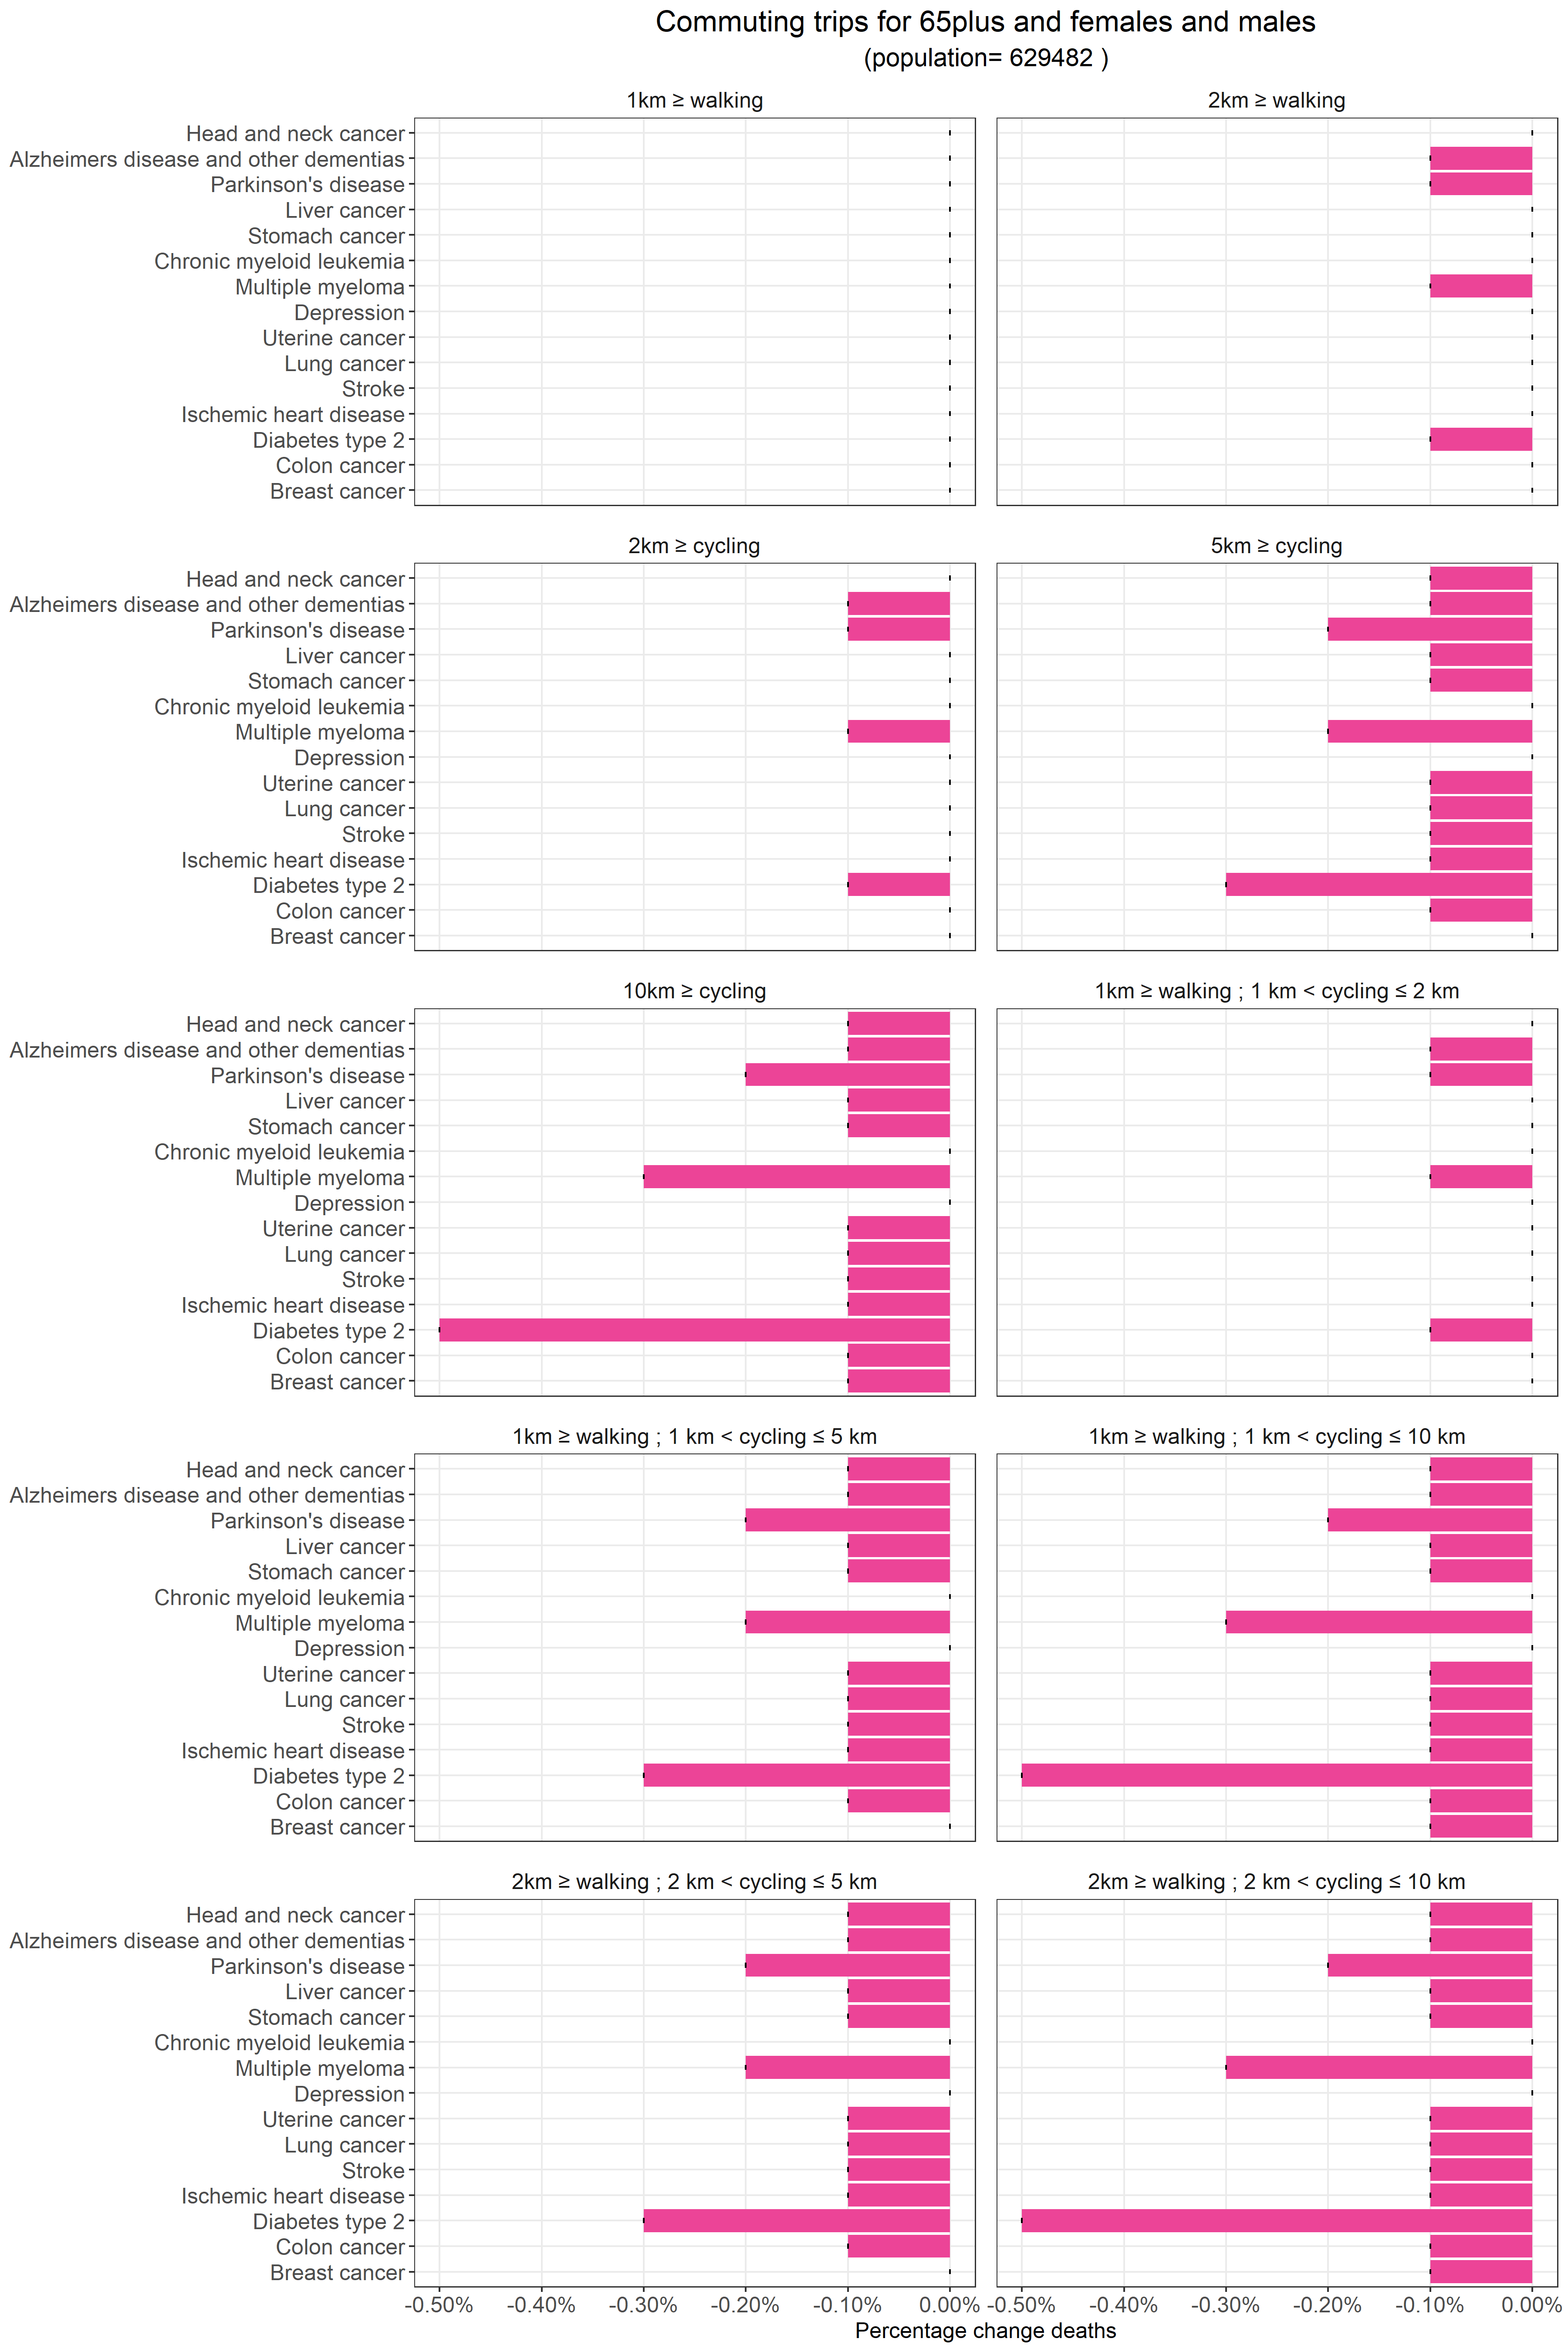 Commuting trips for 65plus and females and males
(population= 629482 )
1km ≥ walking
2km ≥ walking
Head and neck cancer
Alzheimers disease and other dementias
Parkinson's disease
Liver cancer
Stomach cancer
Chronic myeloid leukemia
Multiple myeloma
Depression
Uterine cancer
Lung cancer
Stroke
Ischemic heart disease
Diabetes type 2
Colon cancer
Breast cancer
2km ≥ cycling
5km ≥ cycling
Head and neck cancer
Alzheimers disease and other dementias
Parkinson's disease
Liver cancer
Stomach cancer
Chronic myeloid leukemia
Multiple myeloma
Depression
Uterine cancer
Lung cancer
Stroke
Ischemic heart disease
Diabetes type 2
Colon cancer
Breast cancer
10km ≥ cycling
1km ≥ walking ; 1 km < cycling ≤ 2 km
Head and neck cancer
Alzheimers disease and other dementias
Parkinson's disease
Liver cancer
Stomach cancer
Chronic myeloid leukemia
Multiple myeloma
Depression
Uterine cancer
Lung cancer
Stroke
Ischemic heart disease
Diabetes type 2
Colon cancer
Breast cancer
1km ≥ walking ; 1 km < cycling ≤ 5 km
1km ≥ walking ; 1 km < cycling ≤ 10 km
Head and neck cancer
Alzheimers disease and other dementias
Parkinson's disease
Liver cancer
Stomach cancer
Chronic myeloid leukemia
Multiple myeloma
Depression
Uterine cancer
Lung cancer
Stroke
Ischemic heart disease
Diabetes type 2
Colon cancer
Breast cancer
2km ≥ walking ; 2 km < cycling ≤ 5 km
2km ≥ walking ; 2 km < cycling ≤ 10 km
Head and neck cancer
Alzheimers disease and other dementias
Parkinson's disease
Liver cancer
Stomach cancer
Chronic myeloid leukemia
Multiple myeloma
Depression
Uterine cancer
Lung cancer
Stroke
Ischemic heart disease
Diabetes type 2
Colon cancer
Breast cancer
-0.50% -0.40% -0.30% -0.20% -0.10% 0.00% -0.50% -0.40% -0.30% -0.20% -0.10% 0.00%
Percentage change deaths